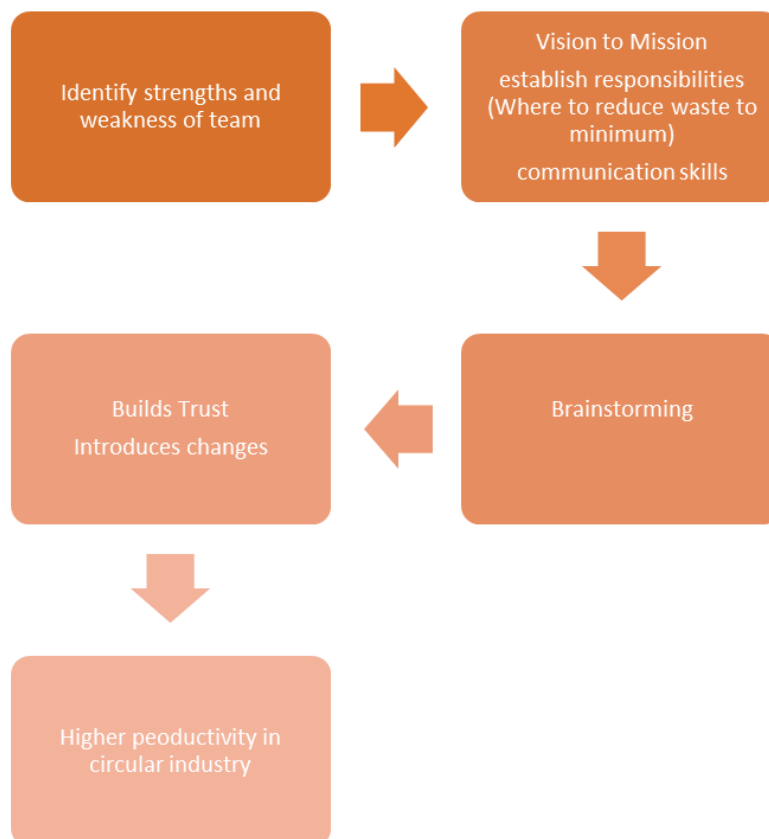 Identify strengths and
weakness of team
Vision to Mission
establish responsibilities
(Where to reduce waste to
minimum)
communication skills
Brainstorming
Builds Trust
Introduces changes
Higher peoductivity in
circular industry